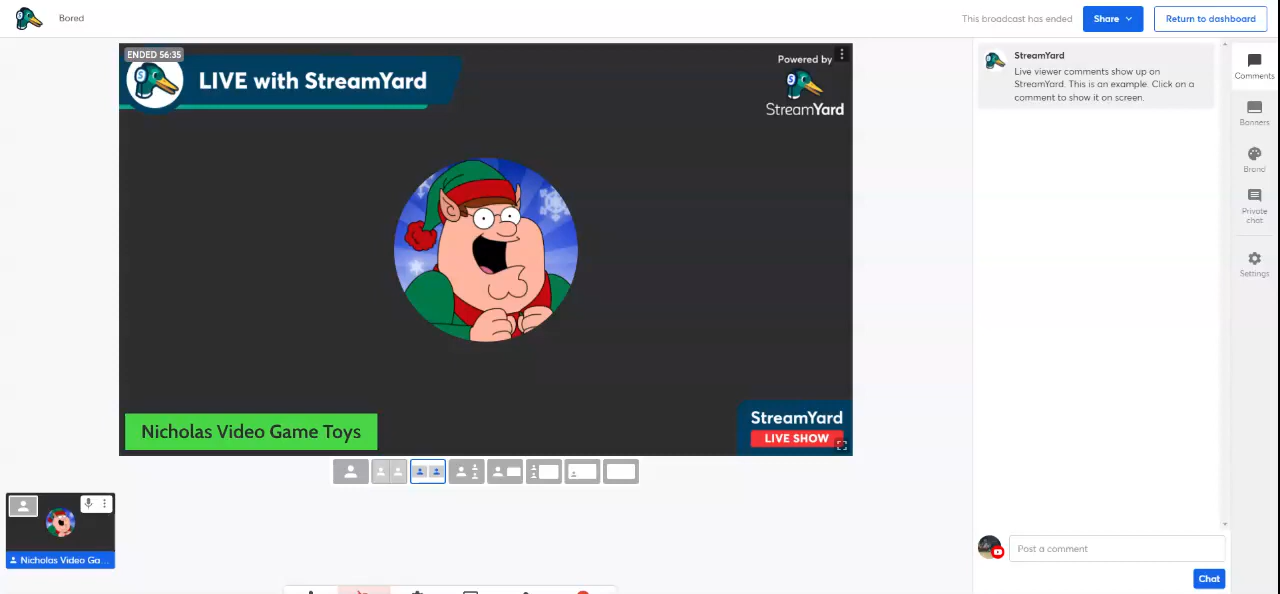 Bored
This broadcast has ended
Share
Return to dashboard
ENDED 56:35
LIVE with StreamYard
Powered by
StreamYard
Nicholas Video Game Toys
StreamYard
LIVE SHOW
Nicholas Video Ga...
StreamYard
Live viewer comments show up on
StreamYard. This is an example. Click on a
comment to show it on screen.
Post a comment
Chat
Comments
Banners
Brand
Private
chat
Settings